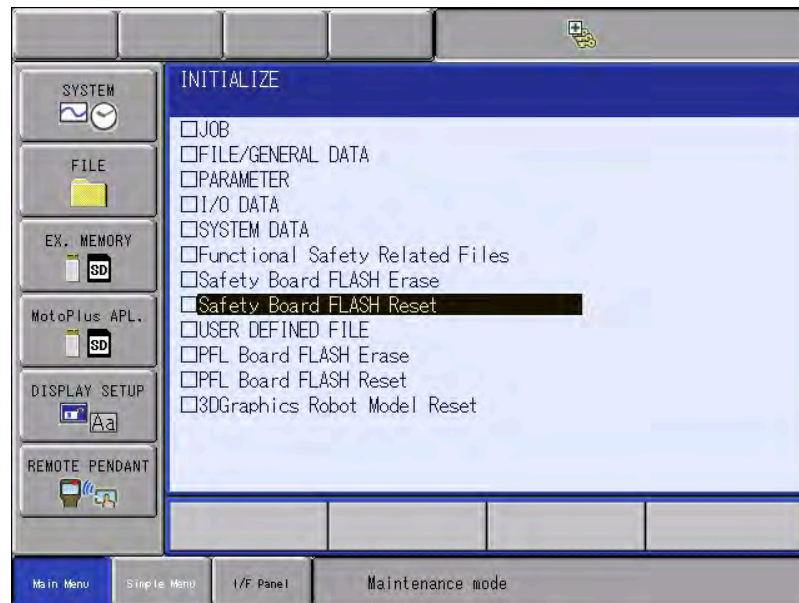 SYSTEM
FILE
EX. MEMORY
SD
MotoPlus APL.
SD
DISPLAY SETUP
Aa
REMOTE PENDANT
INITIALIZE
□JOB
□FILE/GENERAL DATA
□PARAMETER
□I/O DATA
□SYSTEM DATA
□Functional Safety Related Files
□Safety Board FLASH Erase
□Safety Board FLASH Reset
□USER DEFINED FILE
□PFL Board FLASH Erase
□PFL Board FLASH Reset
□3DGraphics Robot Model Reset
Main Menu
Simple Menu
I/F Panel
Maintenance mode